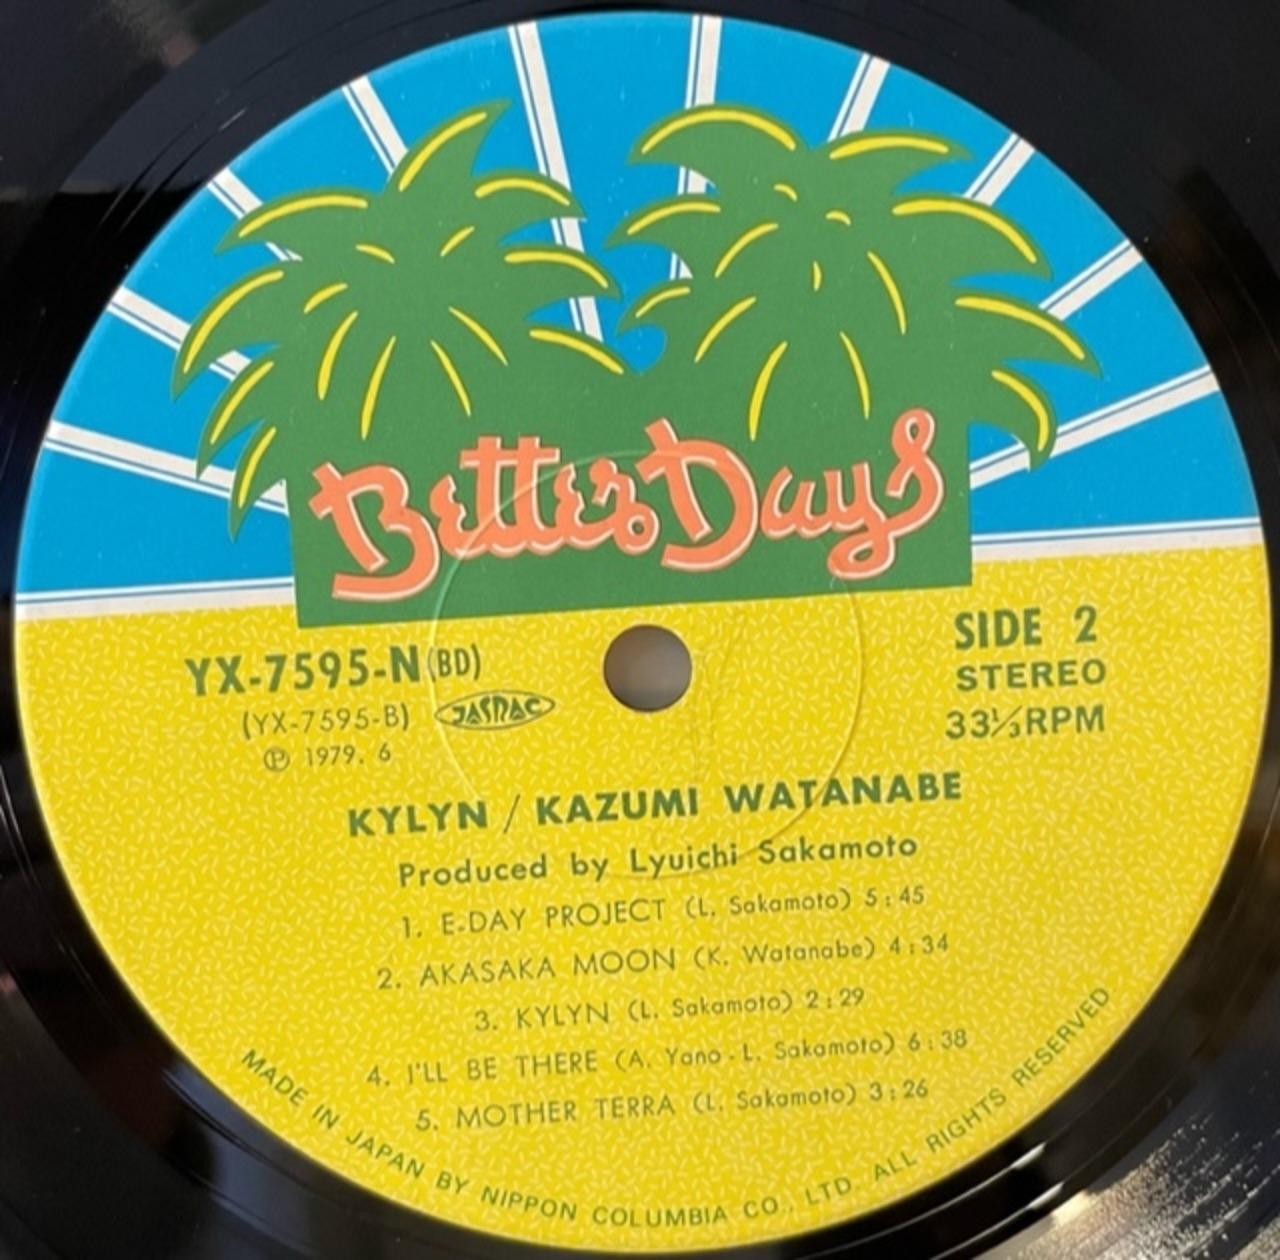 Better Days
YX-7595-N(BD)
(YX-7595-B) JASRAC
Ⓟ 1979. 6
SIDE 2
STEREO
33⅓RPM
KYLYN / KAZUMI WATANABE
Produced by Lyuichi Sakamoto
1. E-DAY PROJECT (L. Sakamoto) 5:45
2. AKASAKA MOON (K. Watanabe) 4:34
3. KYLYN (L. Sakamoto) 2:29
4. I'LL BE THERE (A. Yano - L. Sakamoto) 6:38
5. MOTHER TERRA (L. Sakamoto) 3:26
MADE IN JAPAN BY NIPPON COLUMBIA CO., LTD. ALL RIGHTS RESERVED